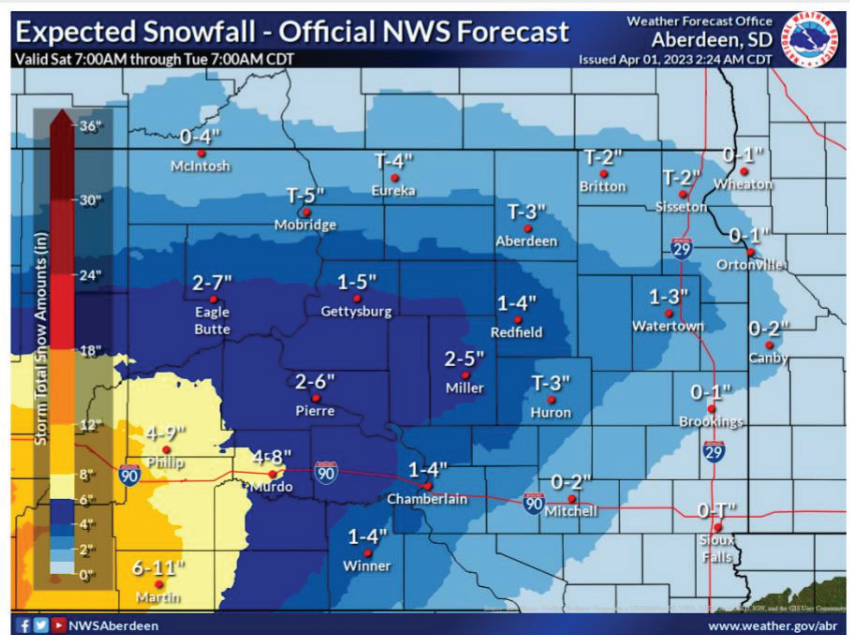 Expected Snowfall - Official NWS Forecast
Valid Sat 7:00AM through Tue 7:00AM CDT
Weather Forecast Office
Aberdeen, SD
Issued Apr 01, 2023 2:24 AM CDT
NATIONAL WEATHER SERVICE
Storm Total Snow Amounts (in)
36"
30"
24"
18"
12"
8"
6"
4"
2"
0"
0-4"
McIntosh
T-4"
Eureka
T-2"
Britton
T-2"
Sisseton
0-1"
Wheaton
T-5"
Mobridge
T-3"
Aberdeen
29
0-1"
Ortonville
2-7"
Eagle
Butte
1-5"
Gettysburg
1-4"
Redfield
1-3"
Watertown
0-2"
Canby
2-6"
Pierre
2-5"
Miller
T-3"
Huron
0-1"
Brookings
4-9"
Philip
90
4-8"
Murdo
90
1-4"
Chamberlain
90
0-2"
Mitchell
29
0-T"
Sioux
Falls
1-4"
Winner
6-11"
Martin
NWSAberdeen
www.weather.gov/abr